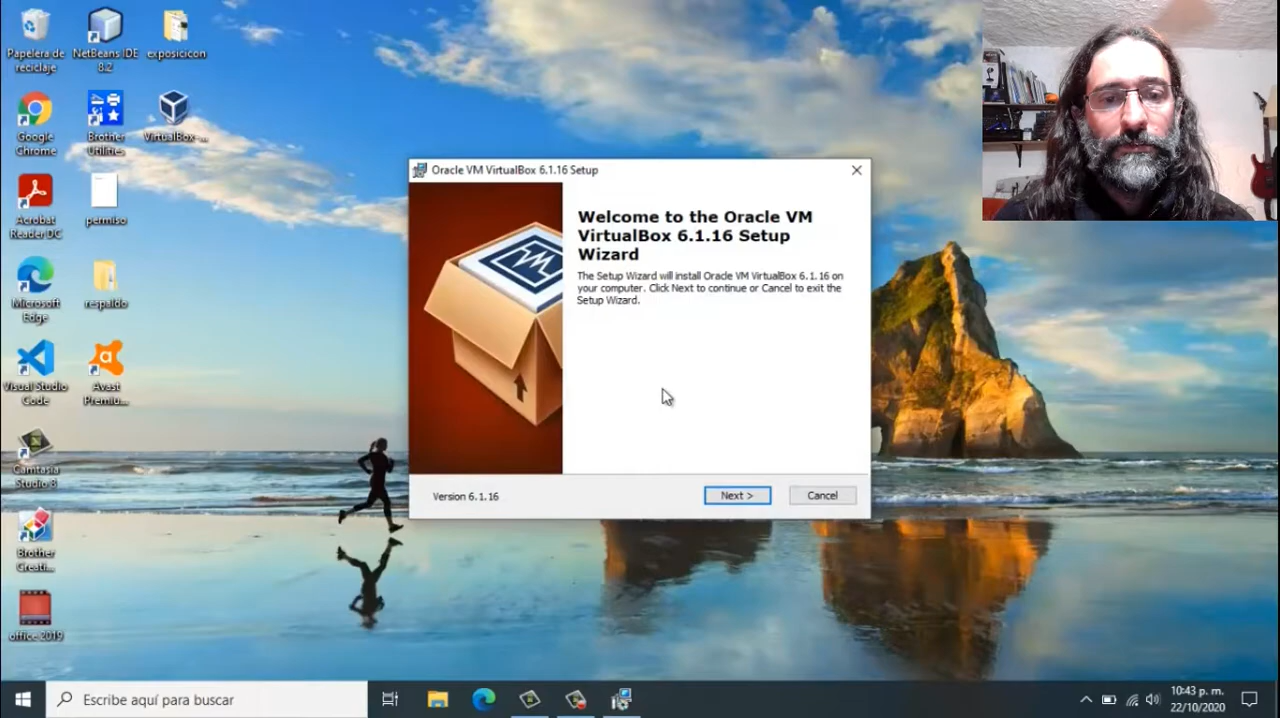 Papelera de
reciclaje
NetBeans IDE
8.2
exposicicon
Google
Chrome
Brother
Utilities
VirtualBox -...
Acrobat
Reader DC
permiso
Microsoft
Edge
respaldo
Visual Studio
Code
Avast
Premiu...
Camtasia
Studio 8
Brother
Creati...
office 2019
Oracle VM VirtualBox 6.1.16 Setup
Welcome to the Oracle VM
VirtualBox 6.1.16 Setup
Wizard
The Setup Wizard will install Oracle VM VirtualBox 6.1.16 on
your computer. Click Next to continue or Cancel to exit the
Setup Wizard.
Version 6.1.16
Next >
Cancel
Escribe aquí para buscar
10:43 p. m.
22/10/2020